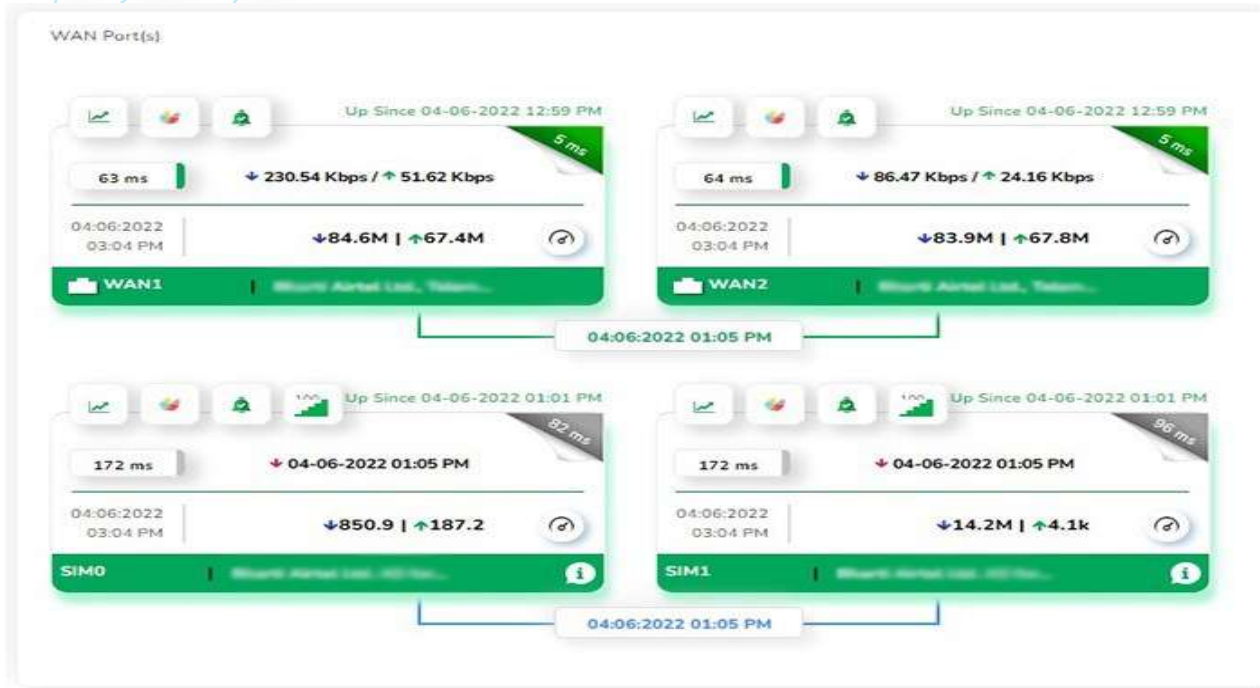 WAN Port(s)
Up Since 04-06-2022 12:59 PM
5 ms
63 ms
↓ 230.54 Kbps / ↑ 51.62 Kbps
04:06:2022
03:04 PM
↓84.6M | ↑67.4M
WAN1 |
Up Since 04-06-2022 12:59 PM
5 ms
64 ms
↓ 86.47 Kbps / ↑ 24.16 Kbps
04:06:2022
03:04 PM
↓83.9M | ↑67.8M
WAN2 |
04:06:2022 01:05 PM
100
Up Since 04-06-2022 01:01 PM
82 ms
172 ms
↓ 04-06-2022 01:05 PM
04:06:2022
03:04 PM
↓850.9 | ↑187.2
SIM0 |
100
Up Since 04-06-2022 01:01 PM
96 ms
172 ms
↓ 04-06-2022 01:05 PM
04:06:2022
03:04 PM
↓14.2M | ↑4.1k
SIM1 |
04:06:2022 01:05 PM